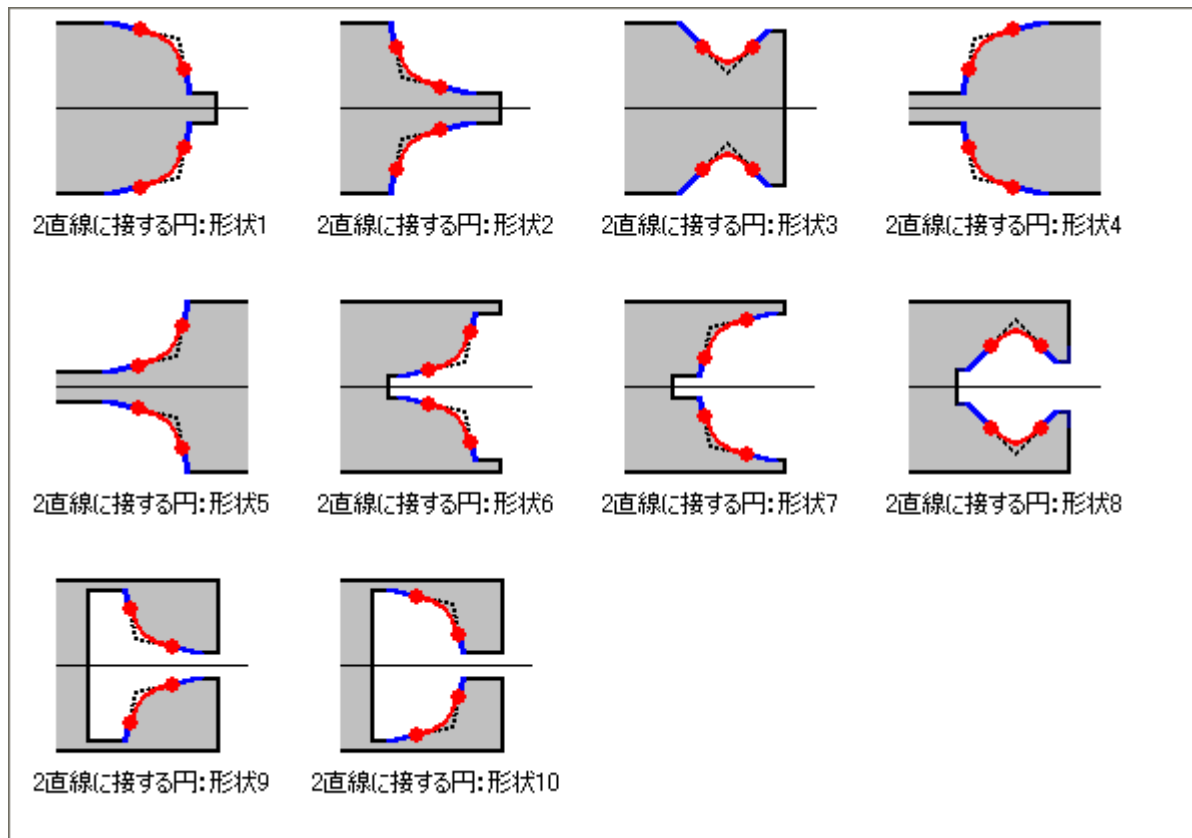 2直線に接する円：形状1
2直線に接する円：形状2
2直線に接する円：形状3
2直線に接する円：形状4
2直線に接する円：形状5
2直線に接する円：形状6
2直線に接する円：形状7
2直線に接する円：形状8
2直線に接する円：形状9
2直線に接する円：形状10